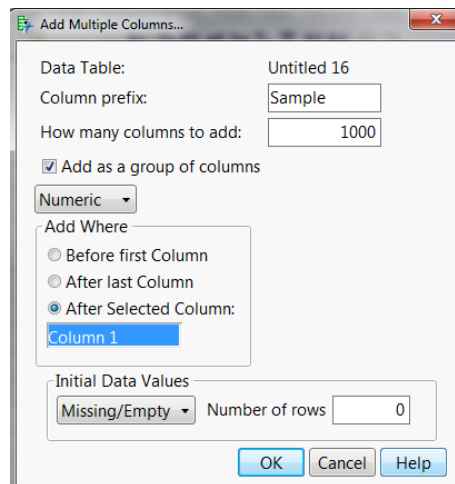 Add Multiple Columns...
Data Table: Untitled 16
Column prefix: Sample
How many columns to add: 1000
Add as a group of columns
Numeric
Add Where
Before first Column
After last Column
After Selected Column:
Column 1
Initial Data Values
Missing/Empty Number of rows 0
OK Cancel Help